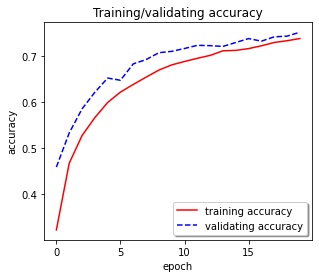 Training/validating accuracy
accuracy
0.7
0.6
0.5
0.4
training accuracy
validating accuracy
0
5
10
15
epoch